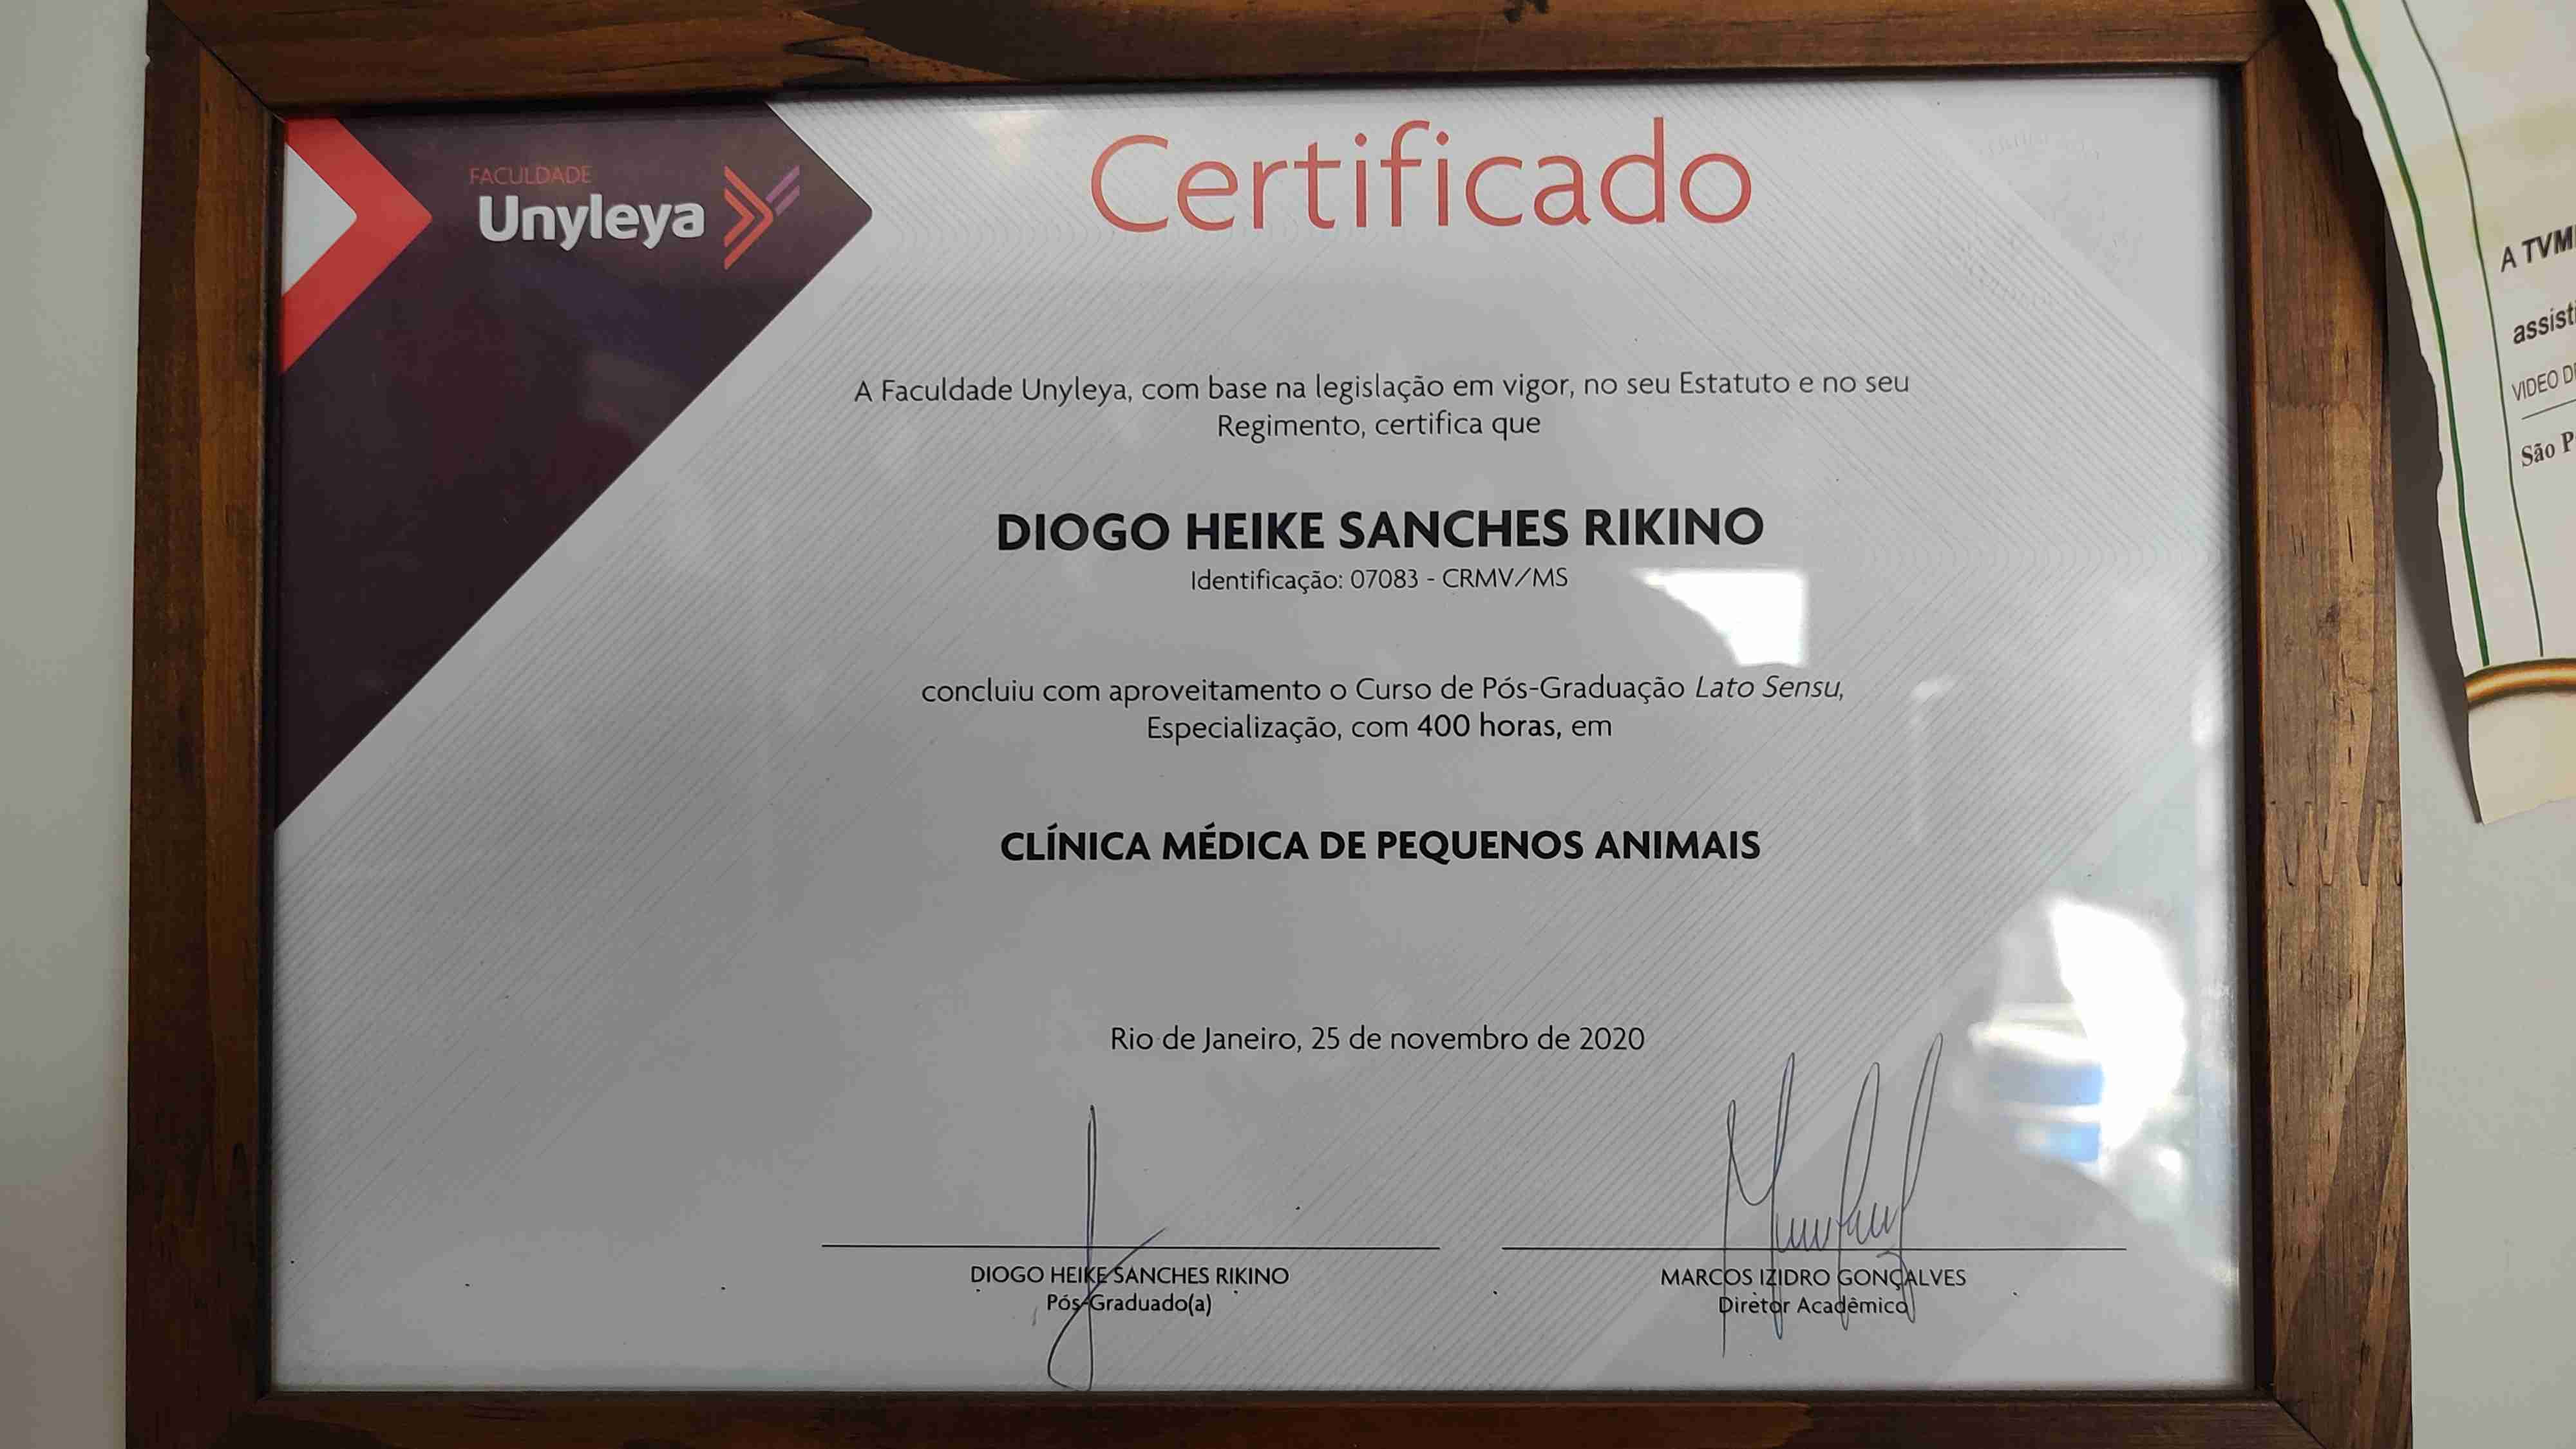 FACULDADE
Unyleya
Certificado
A Faculdade Unyleya, com base na legislação em vigor, no seu Estatuto e no seu
Regimento, certifica que
DIOGO HEIKE SANCHES RIKINO
Identificação: 07083 - CRMV/MS
concluiu com aproveitamento o Curso de Pós-Graduação Lato Sensu,
Especialização, com 400 horas, em
CLÍNICA MÉDICA DE PEQUENOS ANIMAIS
Rio de Janeiro, 25 de novembro de 2020
DIOGO HEIKE SANCHES RIKINO
Pós-Graduado(a)
MARCOS IZIDRO GONÇALVES
Diretor Acadêmico
A TVM
assist
VIDEO D
São P